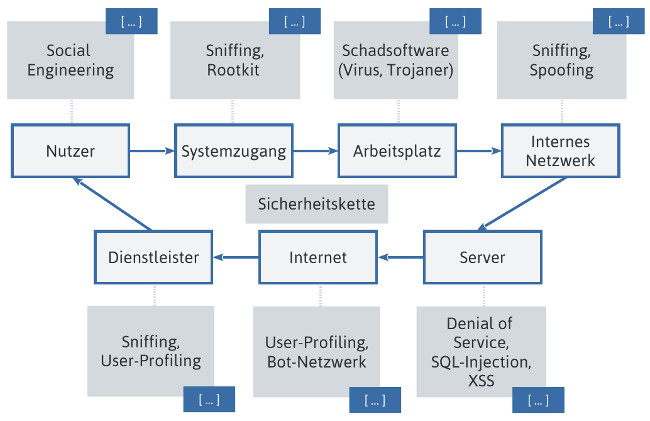 [...]
[...]
[...]
[...]
Social
Engineering
Sniffing,
Rootkit
Schadsoftware
(Virus, Trojaner)
Sniffing,
Spoofing
Nutzer
Systemzugang
Arbeitsplatz
Internes
Netzwerk
Sicherheitskette
Dienstleister
Internet
Server
Sniffing,
User-Profiling
User-Profiling,
Bot-Netzwerk
Denial of
Service,
SQL-Injection,
XSS
[...]
[...]
[...]